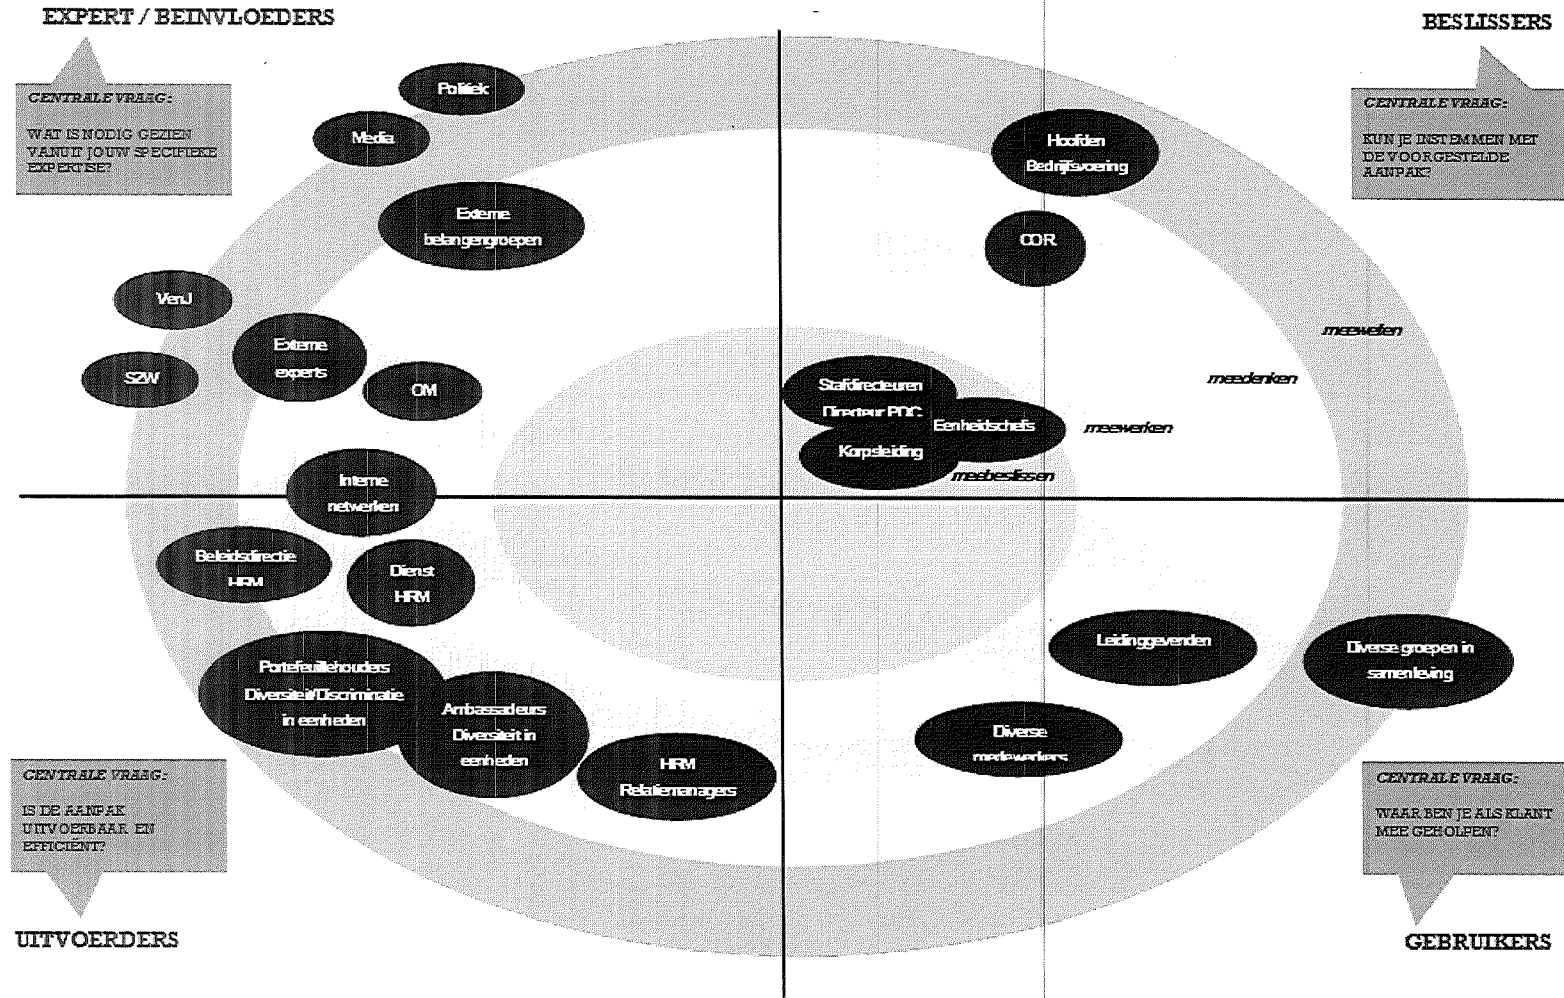 EXPERT / BEINVLOEDERS
BESLISSERS
CENTRALE VRAAG:
WAT IS NODIG GEZIEN
VANUIT JOUW SPECIFIEKE
EXPERTISE?
CENTRALE VRAAG:
KUN JE INSTEMMEN MET
DE VOORGESTELDE
AANPAK?
Politiek
Media
Hoofden
Bedrijfsvoering
Externe
belangengroepen
COR
VenJ
Externe
experts
SZW
OM
meeweten
meedenken
Stafdirecteuren
Directeur PDC
Eenheidschefs
meewerken
Korpsleiding
meebeslissen
Interne
netwerken
Beleidsdirectie
HRM
Dienst
HRM
Portefeuillehouders
Diversiteit/Discriminatie
in eenheden
Ambassadeurs
Diversiteit in
eenheden
HRM
Relatiemanagers
Leidinggevenden
Diverse groepen in
samenleving
Diverse
medewerkers
CENTRALE VRAAG:
IS DE AANPAK
UITVOERBAAR EN
EFFICIËNT?
CENTRALE VRAAG:
WAAR BEN JE ALS KLANT
MEE GEHOLPEN?
UITVOERDERS
GEBRUIKERS